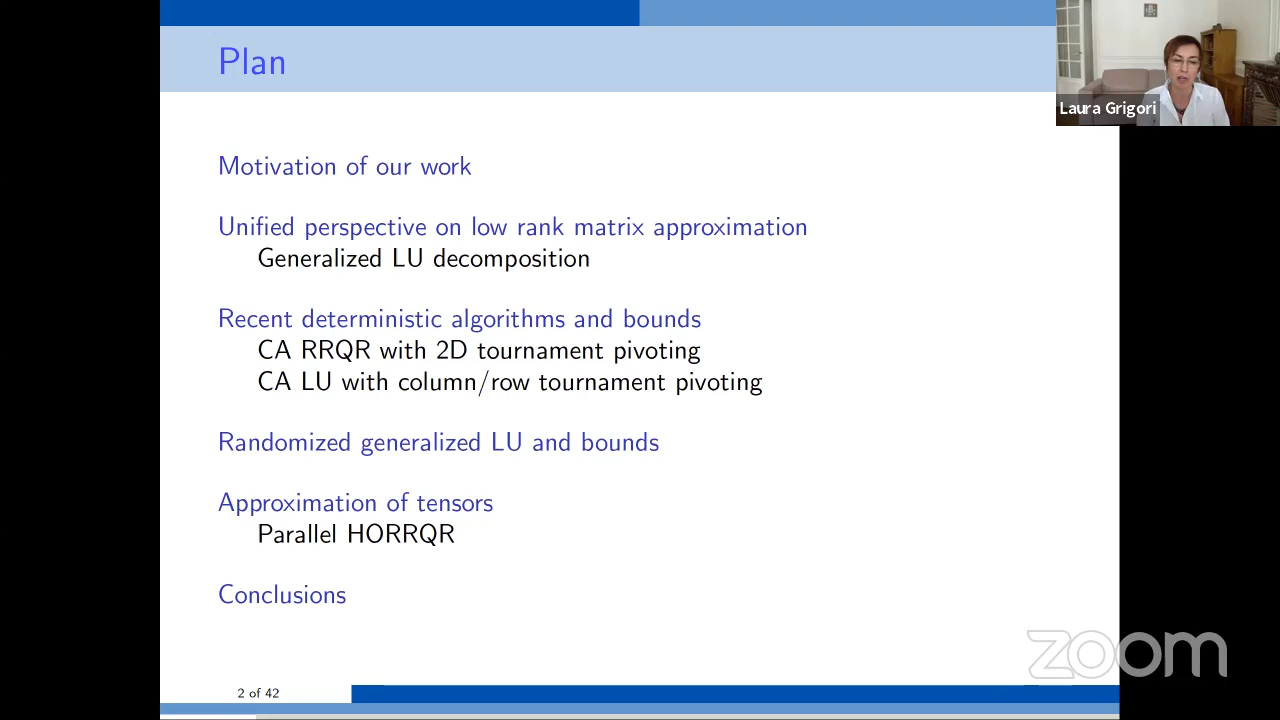 Plan
Laura Grigori
Motivation of our work
Unified perspective on low rank matrix approximation
Generalized LU decomposition
Recent deterministic algorithms and bounds
CA RRQR with 2D tournament pivoting
CA LU with column/row tournament pivoting
Randomized generalized LU and bounds
Approximation of tensors
Parallel HORRQR
Conclusions
zoom
2 of 42